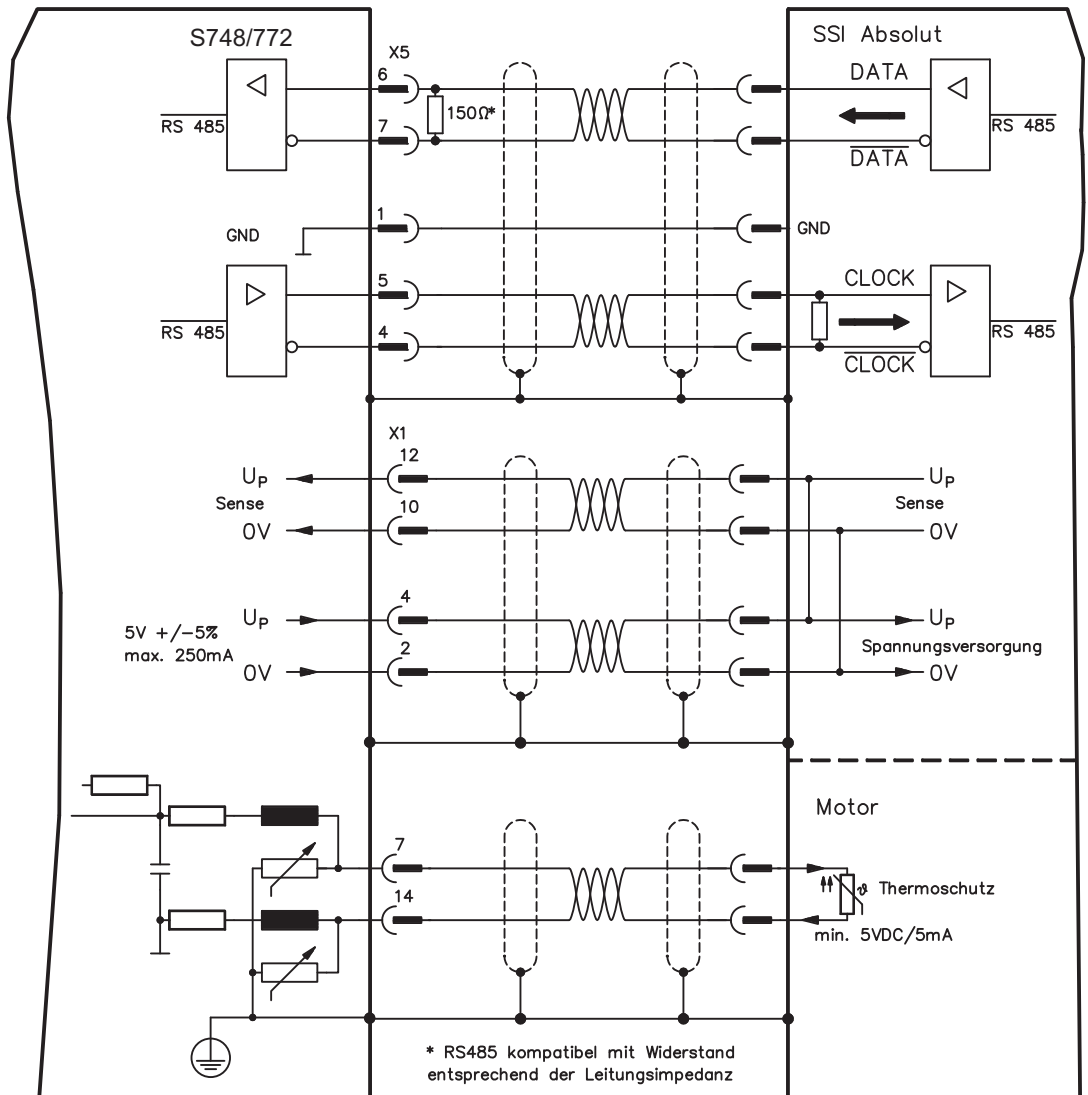 S748/772
SSI Absolut
X5
6
DATA
150Ω*
RS 485
RS 485
7
DATA
1
GND
GND
5
CLOCK
RS 485
RS 485
4
CLOCK
X1
12
UP
UP
Sense
Sense
10
0V
0V
4
UP
UP
5V +/-5%
max. 250mA
Spannungsversorgung
2
0V
0V
Motor
7
ϑ Thermoschutz
14
min. 5VDC/5mA
* RS485 kompatibel mit Widerstand
entsprechend der Leitungsimpedanz